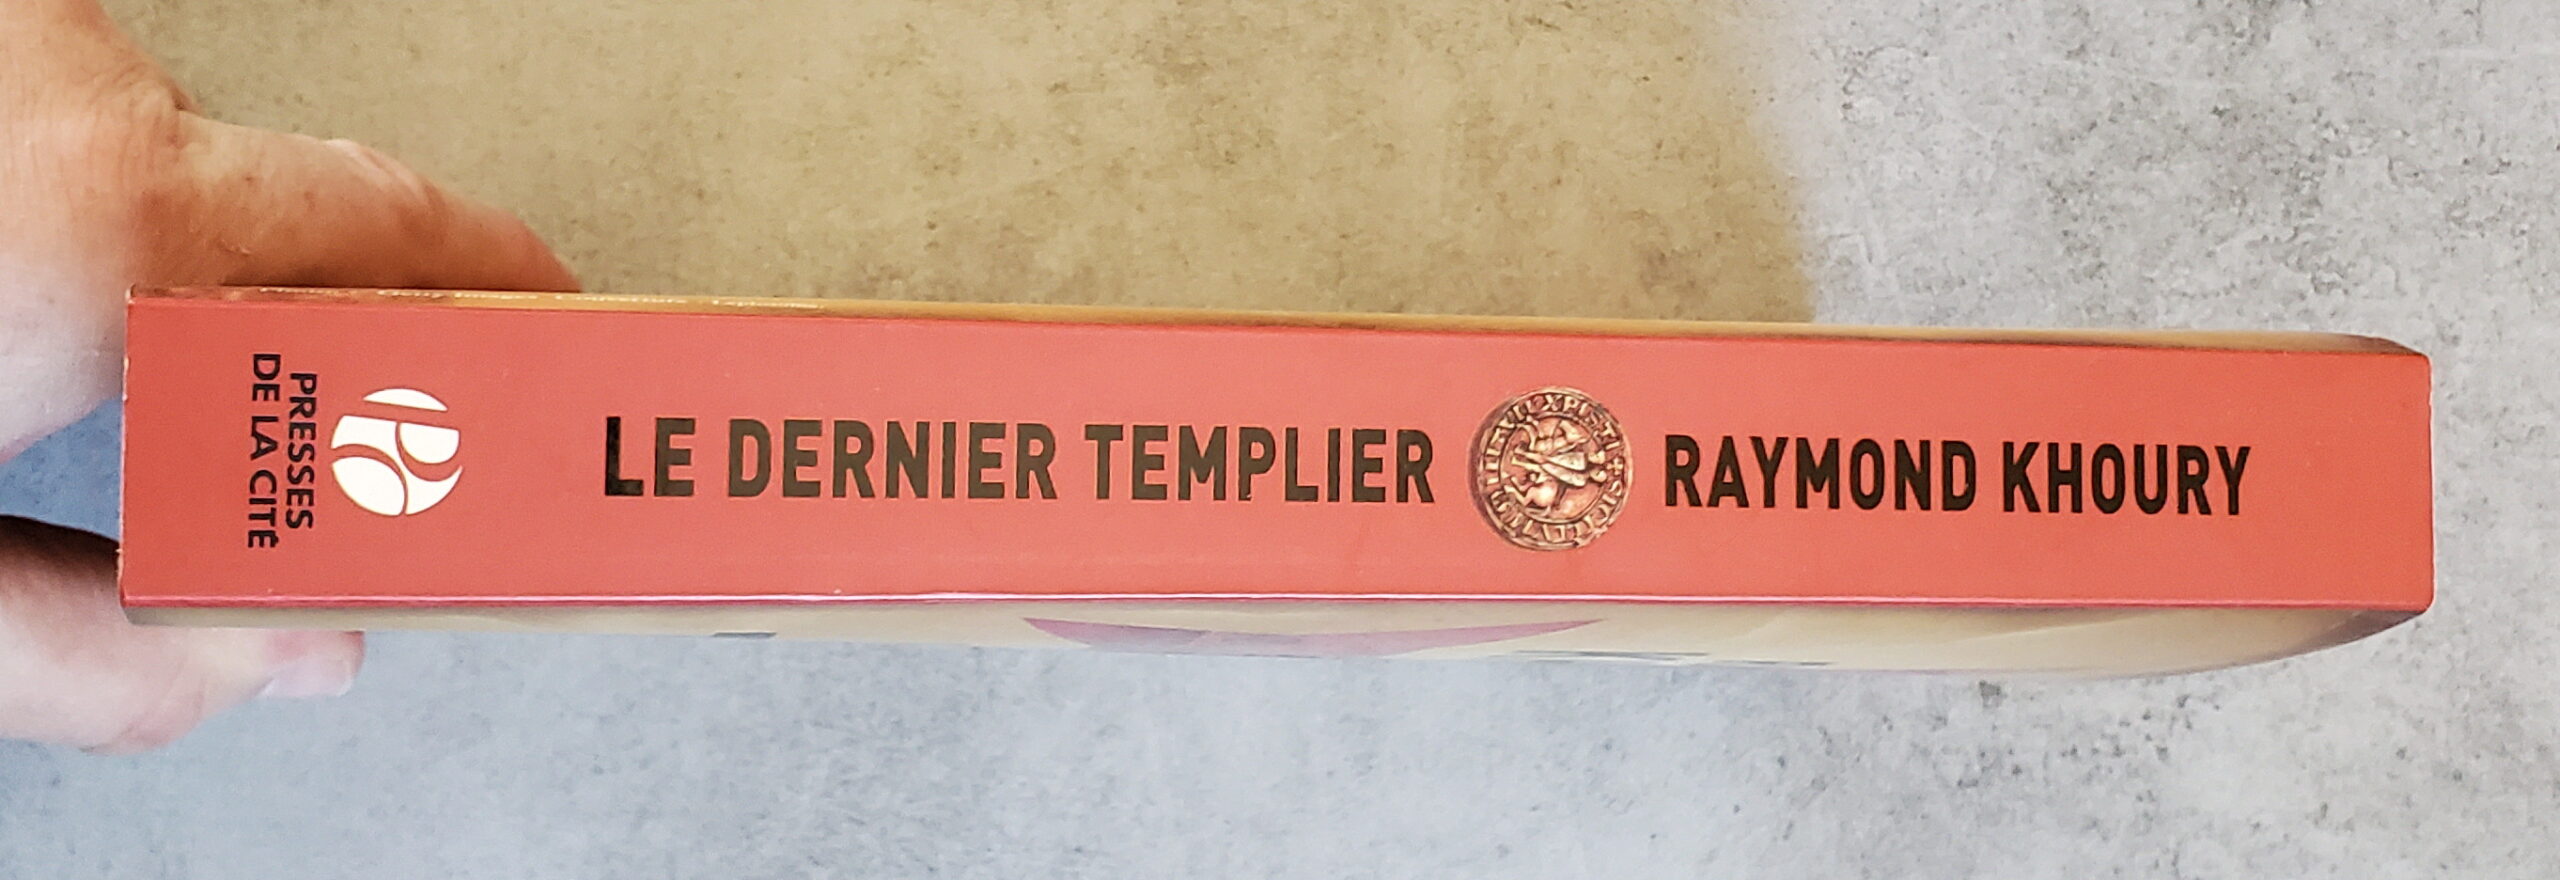 PRESSES
DE LA CITÉ
LE DERNIER TEMPLIER
RAYMOND KHOURY